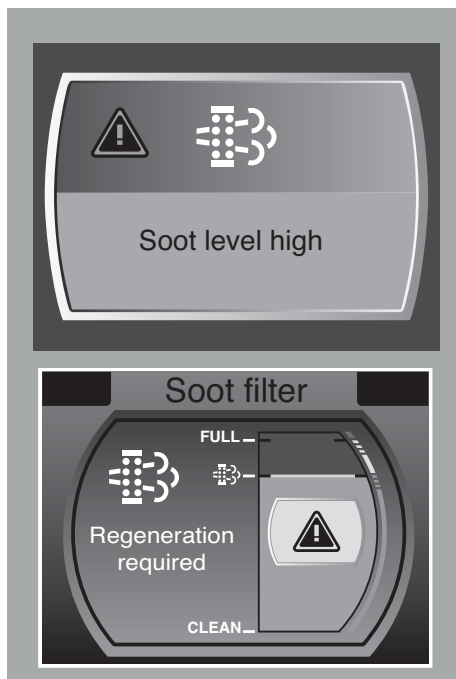 Soot level high
Soot filter
FULL
Regeneration
required
CLEAN